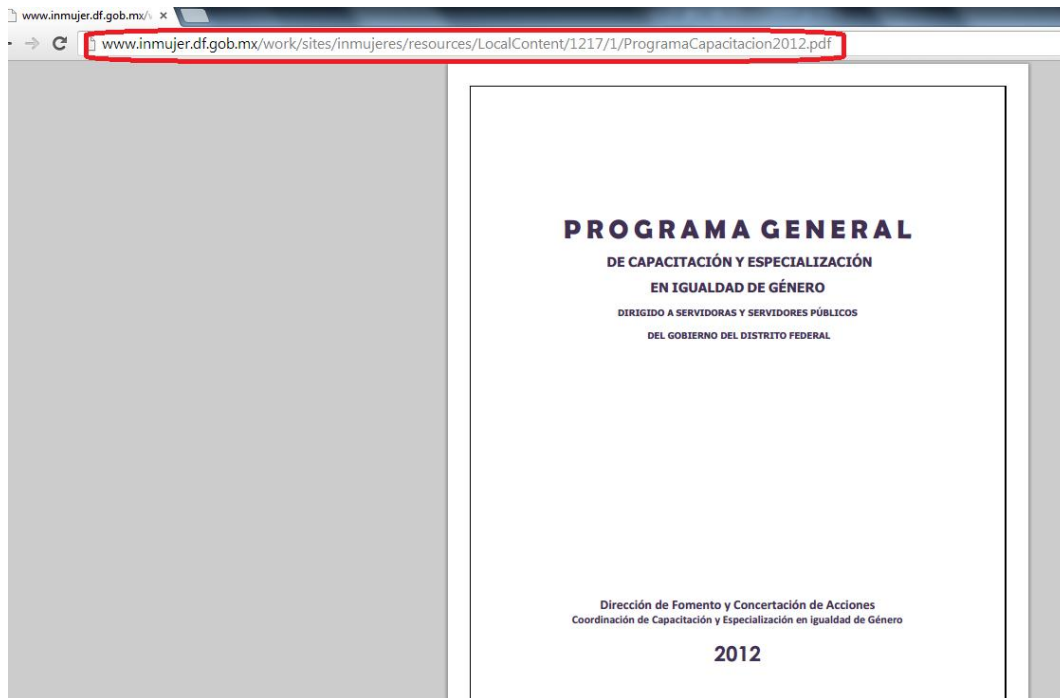 www.inmujer.df.gob.mx/
www.inmujer.df.gob.mx/work/sites/inmujeres/resources/LocalContent/1217/1/ProgramaCapacitacion2012.pdf
PROGRAMA GENERAL
DE CAPACITACIÓN Y ESPECIALIZACIÓN
EN IGUALDAD DE GÉNERO
DIRIGIDO A SERVIDORAS Y SERVIDORES PÚBLICOS
DEL GOBIERNO DEL DISTRITO FEDERAL
Dirección de Fomento y Concertación de Acciones
Coordinación de Capacitación y Especialización en igualdad de Género
2012